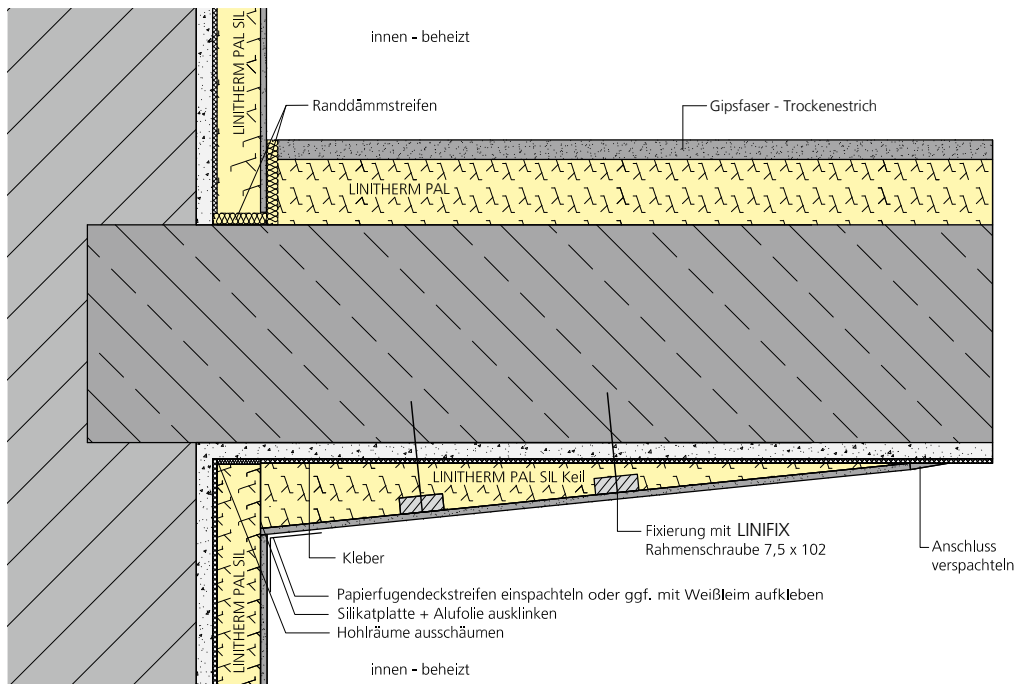 innen - beheizt
LINITHERM PAL SIL
Randdämmstreifen
Gipsfaser - Trockenestrich
LINITHERM PAL
LINITHERM PAL SIL Keil
Fixierung mit LINIFIX
Rahmenschraube 7,5 x 102
Anschluss
verspachteln
Kleber
LINITHERM PAL SIL
Papierfugendeckstreifen einspachteln oder ggf. mit Weißleim aufkleben
Silikatplatte + Alufolie ausklinken
Hohlräume ausschäumen
innen - beheizt